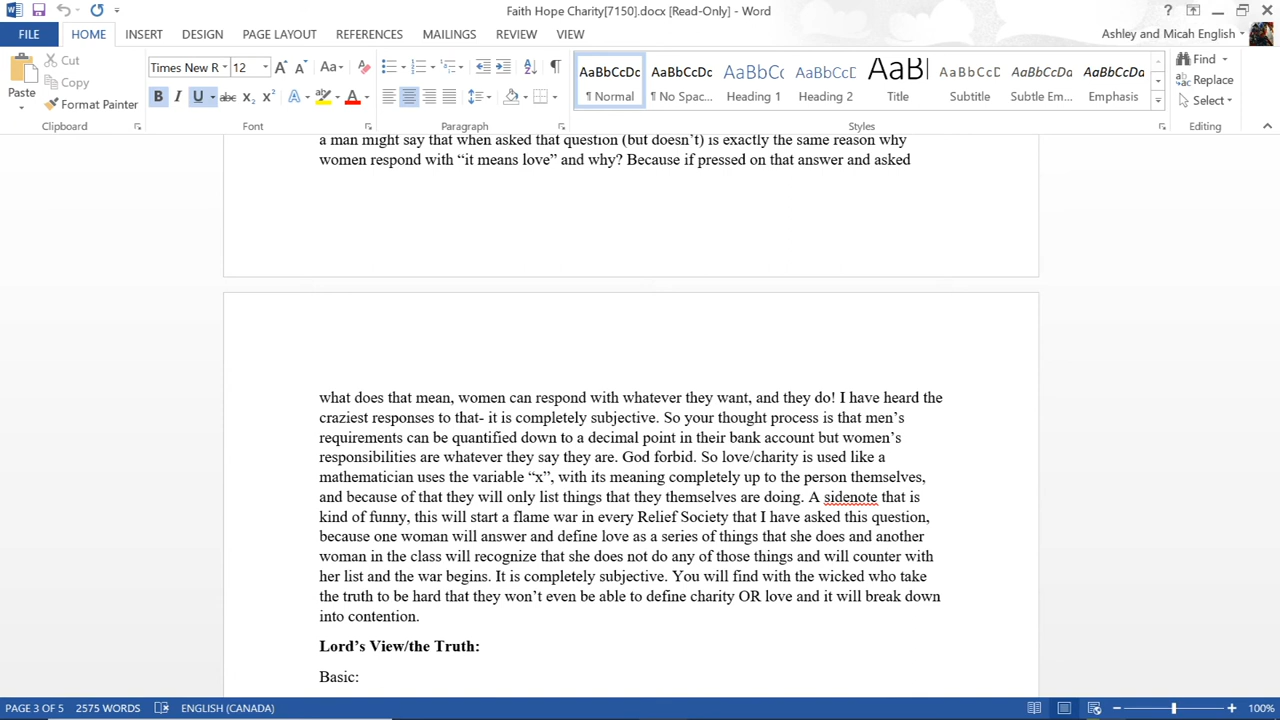 Faith Hope Charity[7150].docx [Read-Only] - Word
FILE HOME INSERT DESIGN PAGE LAYOUT REFERENCES MAILINGS REVIEW VIEW Ashley and Micah English
Paste
Cut
Copy
Format Painter
Clipboard
Times New R 12
Font
Paragraph
AaBbCcDc AaBbCcDc AaBbCc AaBbCcD AaBl AaBbCcD AaBbCcDc AaBbCcDc
¶ Normal ¶ No Spac... Heading 1 Heading 2 Title Subtitle Subtle Em... Emphasis
Styles
Find
Replace
Select
Editing
a man might say that when asked that question (but doesn’t) is exactly the same reason why
women respond with “it means love” and why? Because if pressed on that answer and asked
what does that mean, women can respond with whatever they want, and they do! I have heard the
craziest responses to that- it is completely subjective. So your thought process is that men’s
requirements can be quantified down to a decimal point in their bank account but women’s
responsibilities are whatever they say they are. God forbid. So love/charity is used like a
mathematician uses the variable “x”, with its meaning completely up to the person themselves,
and because of that they will only list things that they themselves are doing. A sidenote that is
kind of funny, this will start a flame war in every Relief Society that I have asked this question,
because one woman will answer and define love as a series of things that she does and another
woman in the class will recognize that she does not do any of those things and will counter with
her list and the war begins. It is completely subjective. You will find with the wicked who take
the truth to be hard that they won’t even be able to define charity OR love and it will break down
into contention.
Lord’s View/the Truth:
Basic:
PAGE 3 OF 5 2575 WORDS ENGLISH (CANADA) 100%